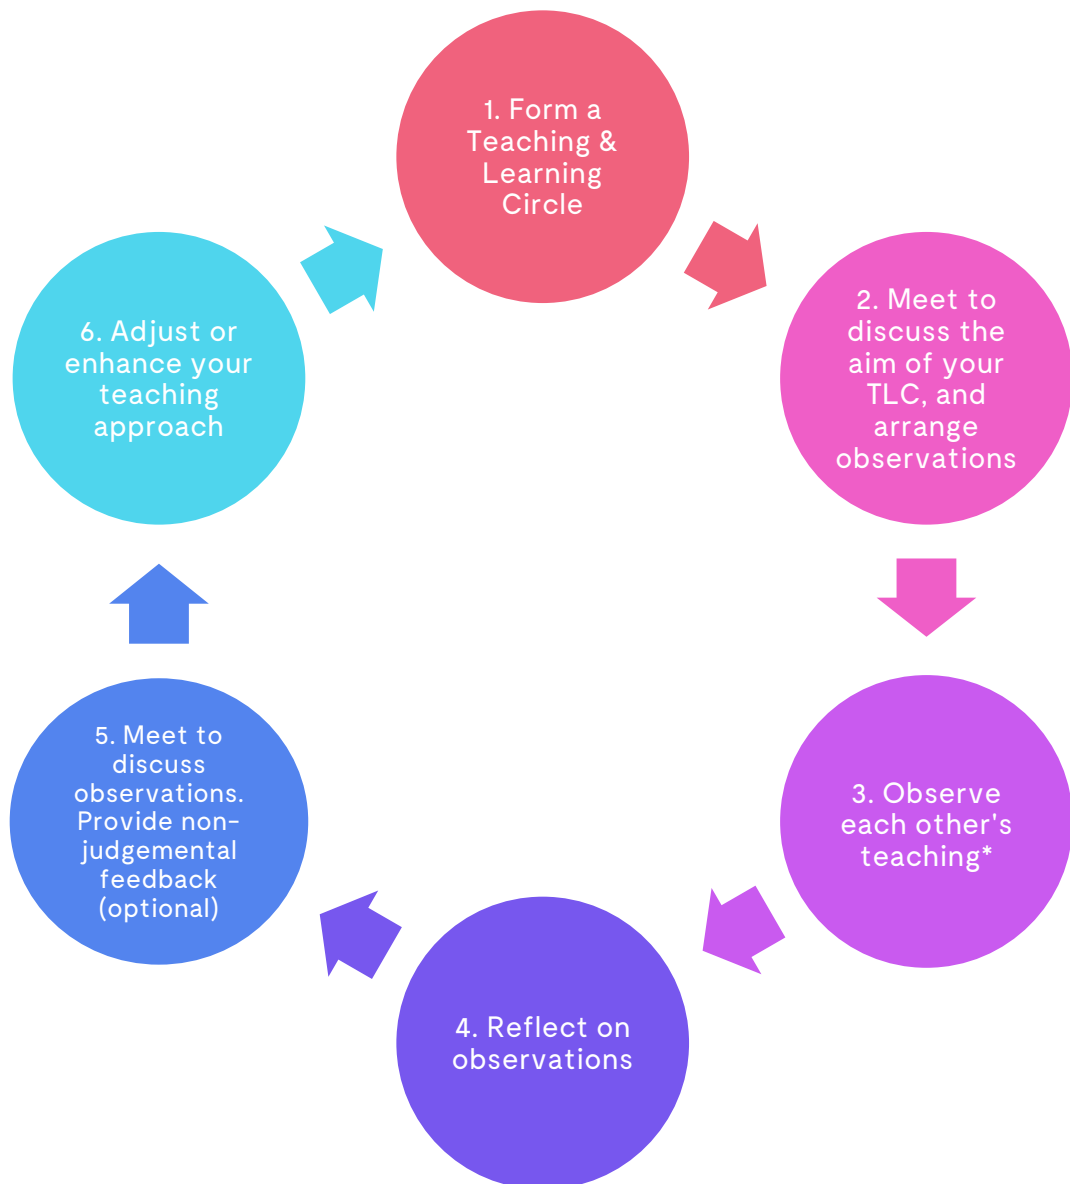 1. Form a
Teaching &
Learning
Circle
2. Meet to
discuss the
aim of your
TLC, and
arrange
observations
3. Observe
each other's
teaching*
4. Reflect on
observations
5. Meet to
discuss
observations.
Provide non-
judgemental
feedback
(optional)
6. Adjust or
enhance your
teaching
approach